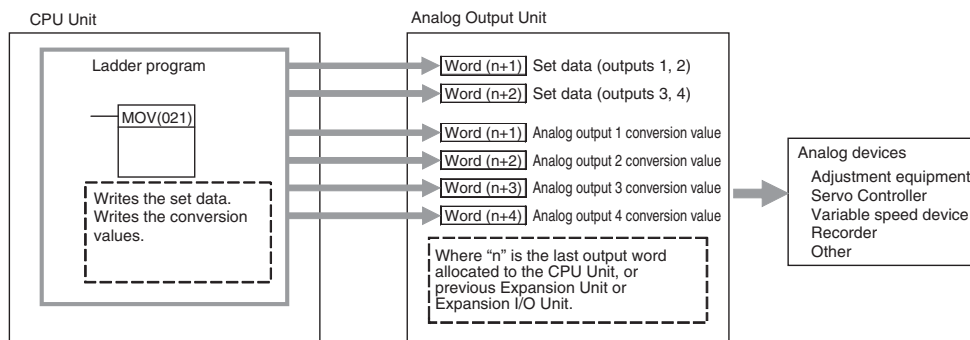 CPU Unit
Ladder program
MOV(021)
Writes the set data.
Writes the conversion
values.
Analog Output Unit
Word (n+1) Set data (outputs 1, 2)
Word (n+2) Set data (outputs 3, 4)
Word (n+1) Analog output 1 conversion value
Word (n+2) Analog output 2 conversion value
Word (n+3) Analog output 3 conversion value
Word (n+4) Analog output 4 conversion value
Where “n” is the last output word
allocated to the CPU Unit, or
previous Expansion Unit or
Expansion I/O Unit.
Analog devices
Adjustment equipment
Servo Controller
Variable speed device
Recorder
Other